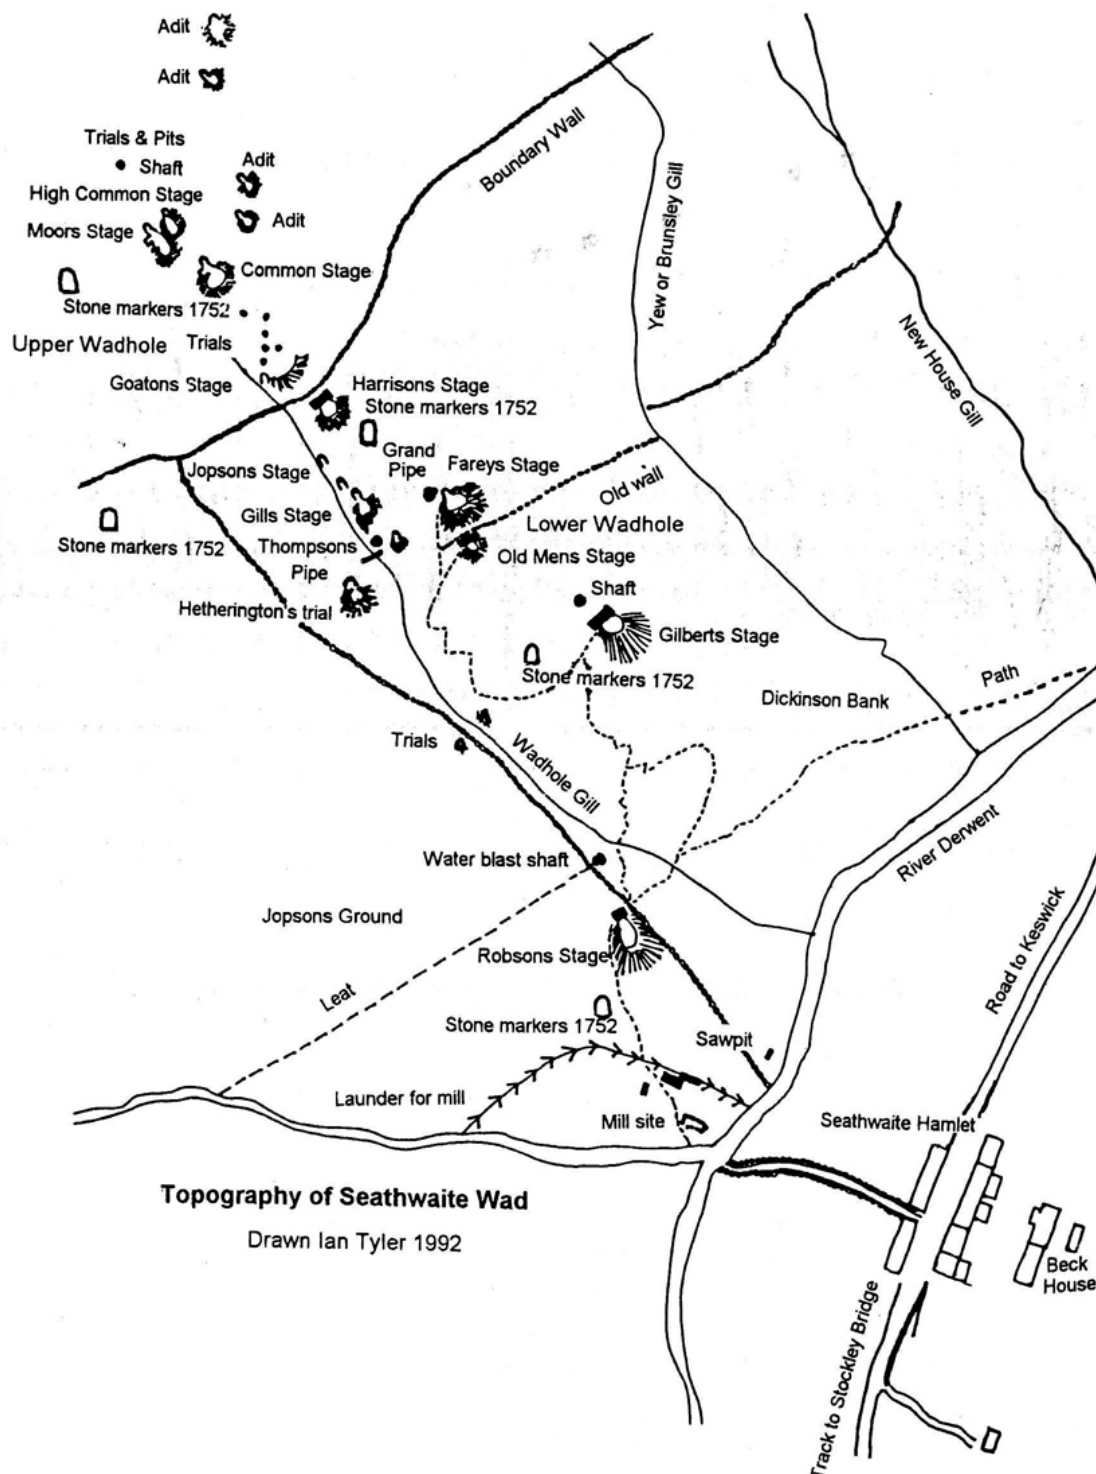 Adit
Adit
Trials & Pits
Shaft
Adit
High Common Stage
Adit
Moors Stage
Common Stage
Stone markers 1752
Upper Wadhole
Trials
Goatons Stage
Boundary Wall
Yew or Brunsley Gill
New House Gill
Harrisons Stage
Stone markers 1752
Grand
Pipe
Fareys Stage
Jopsons Stage
Old wall
Gills Stage
Lower Wadhole
Stone markers 1752
Thompsons
Pipe
Old Mens Stage
Hetherington's trial
Shaft
Gilberts Stage
Stone markers 1752
Dickinson Bank
Path
Trials
Wadhole Gill
River Derwent
Water blast shaft
Jopsons Ground
Road to Keswick
Robsons Stage
Leat
Stone markers 1752
Sawpit
Launder for mill
Mill site
Seathwaite Hamlet
Topography of Seathwaite Wad
Drawn Ian Tyler 1992
Beck
House
Track to Stockley Bridge